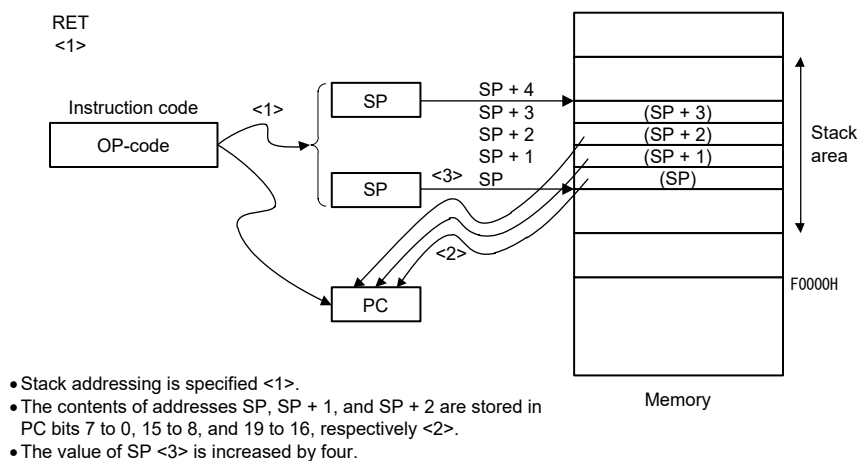 RET
<1>
Instruction code
OP-code
<1>
SP
SP
<3>
SP + 4
SP + 3
SP + 2
SP + 1
SP
(SP + 3)
(SP + 2)
(SP + 1)
(SP)
Stack
area
<2>
PC
F0000H
Memory
• Stack addressing is specified <1>.
• The contents of addresses SP, SP + 1, and SP + 2 are stored in
PC bits 7 to 0, 15 to 8, and 19 to 16, respectively <2>.
• The value of SP <3> is increased by four.